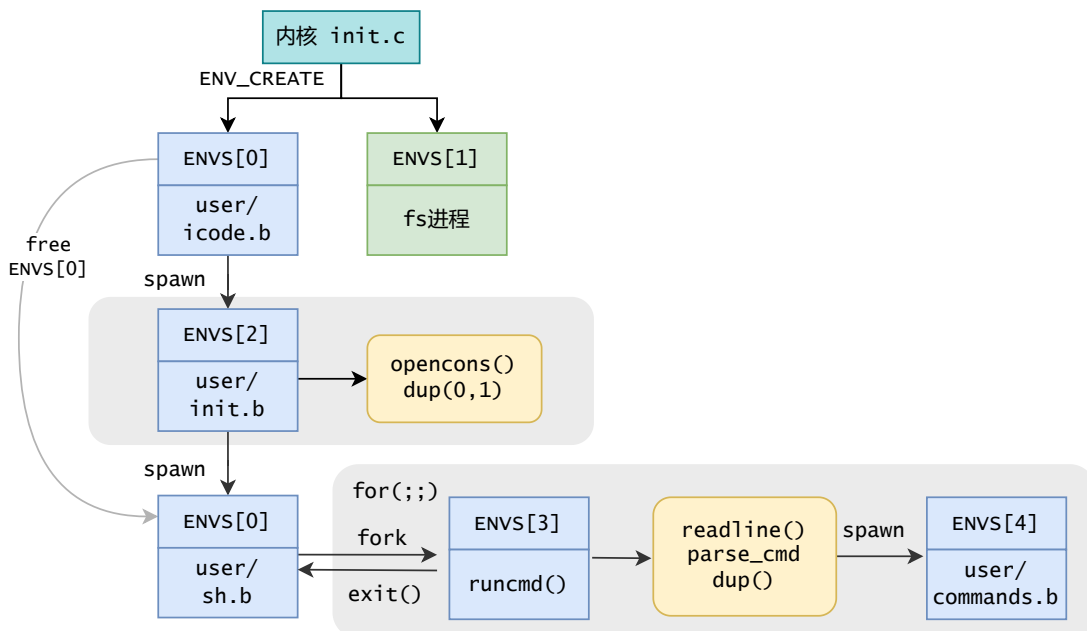 内核 init.c
ENV_CREATE
ENVS[0]
user/
icode.b
ENVS[1]
fs进程
free
ENVS[0]
spawn
ENVS[2]
user/
init.b
opencons()
dup(0,1)
spawn
ENVS[0]
user/
sh.b
for(;;)
fork
exit()
ENVS[3]
runcmd()
readline()
parse_cmd
dup()
spawn
ENVS[4]
user/
commands.b